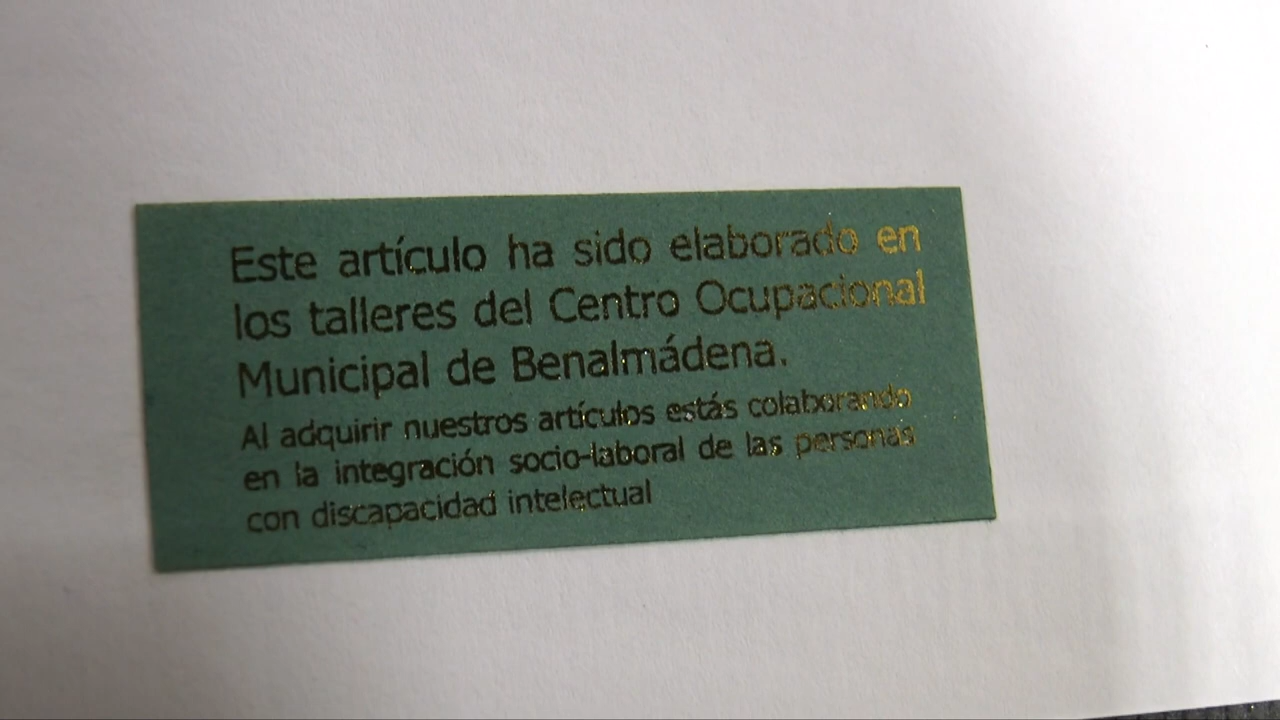 Este artículo ha sido elaborado en
los talleres del Centro Ocupacional
Municipal de Benalmádena.
Al adquirir nuestros artículos estás colaborando
en la integración socio-laboral de las personas
con discapacidad intelectual